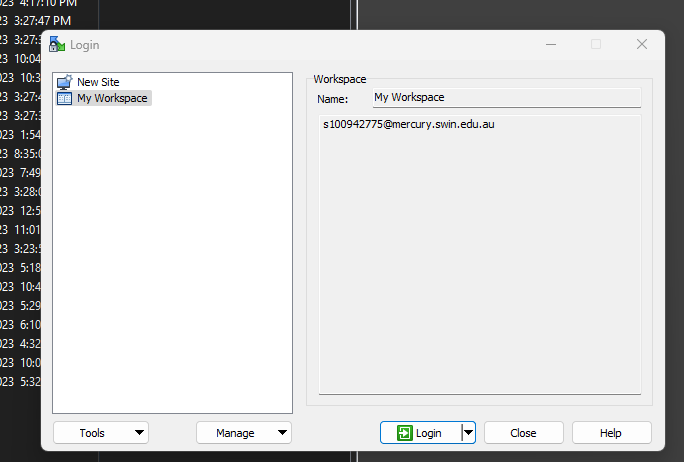 023 4:17:10 PM
023 3:27:47 PM
Login
023 3:27:3
023 10:04
023 10:3
023 3:27:4
023 3:27:3
023 1:54
023 8:35:0
023 7:49
023 3:28:0
023 12:5
023 11:01
023 3:23:5
023 5:18
023 10:4
023 5:29
023 6:10
023 4:32
023 10:0
023 5:32
New Site
My Workspace
Workspace
Name:
My Workspace
s100942775@mercury.swin.edu.au
Tools
Manage
Login
Close
Help